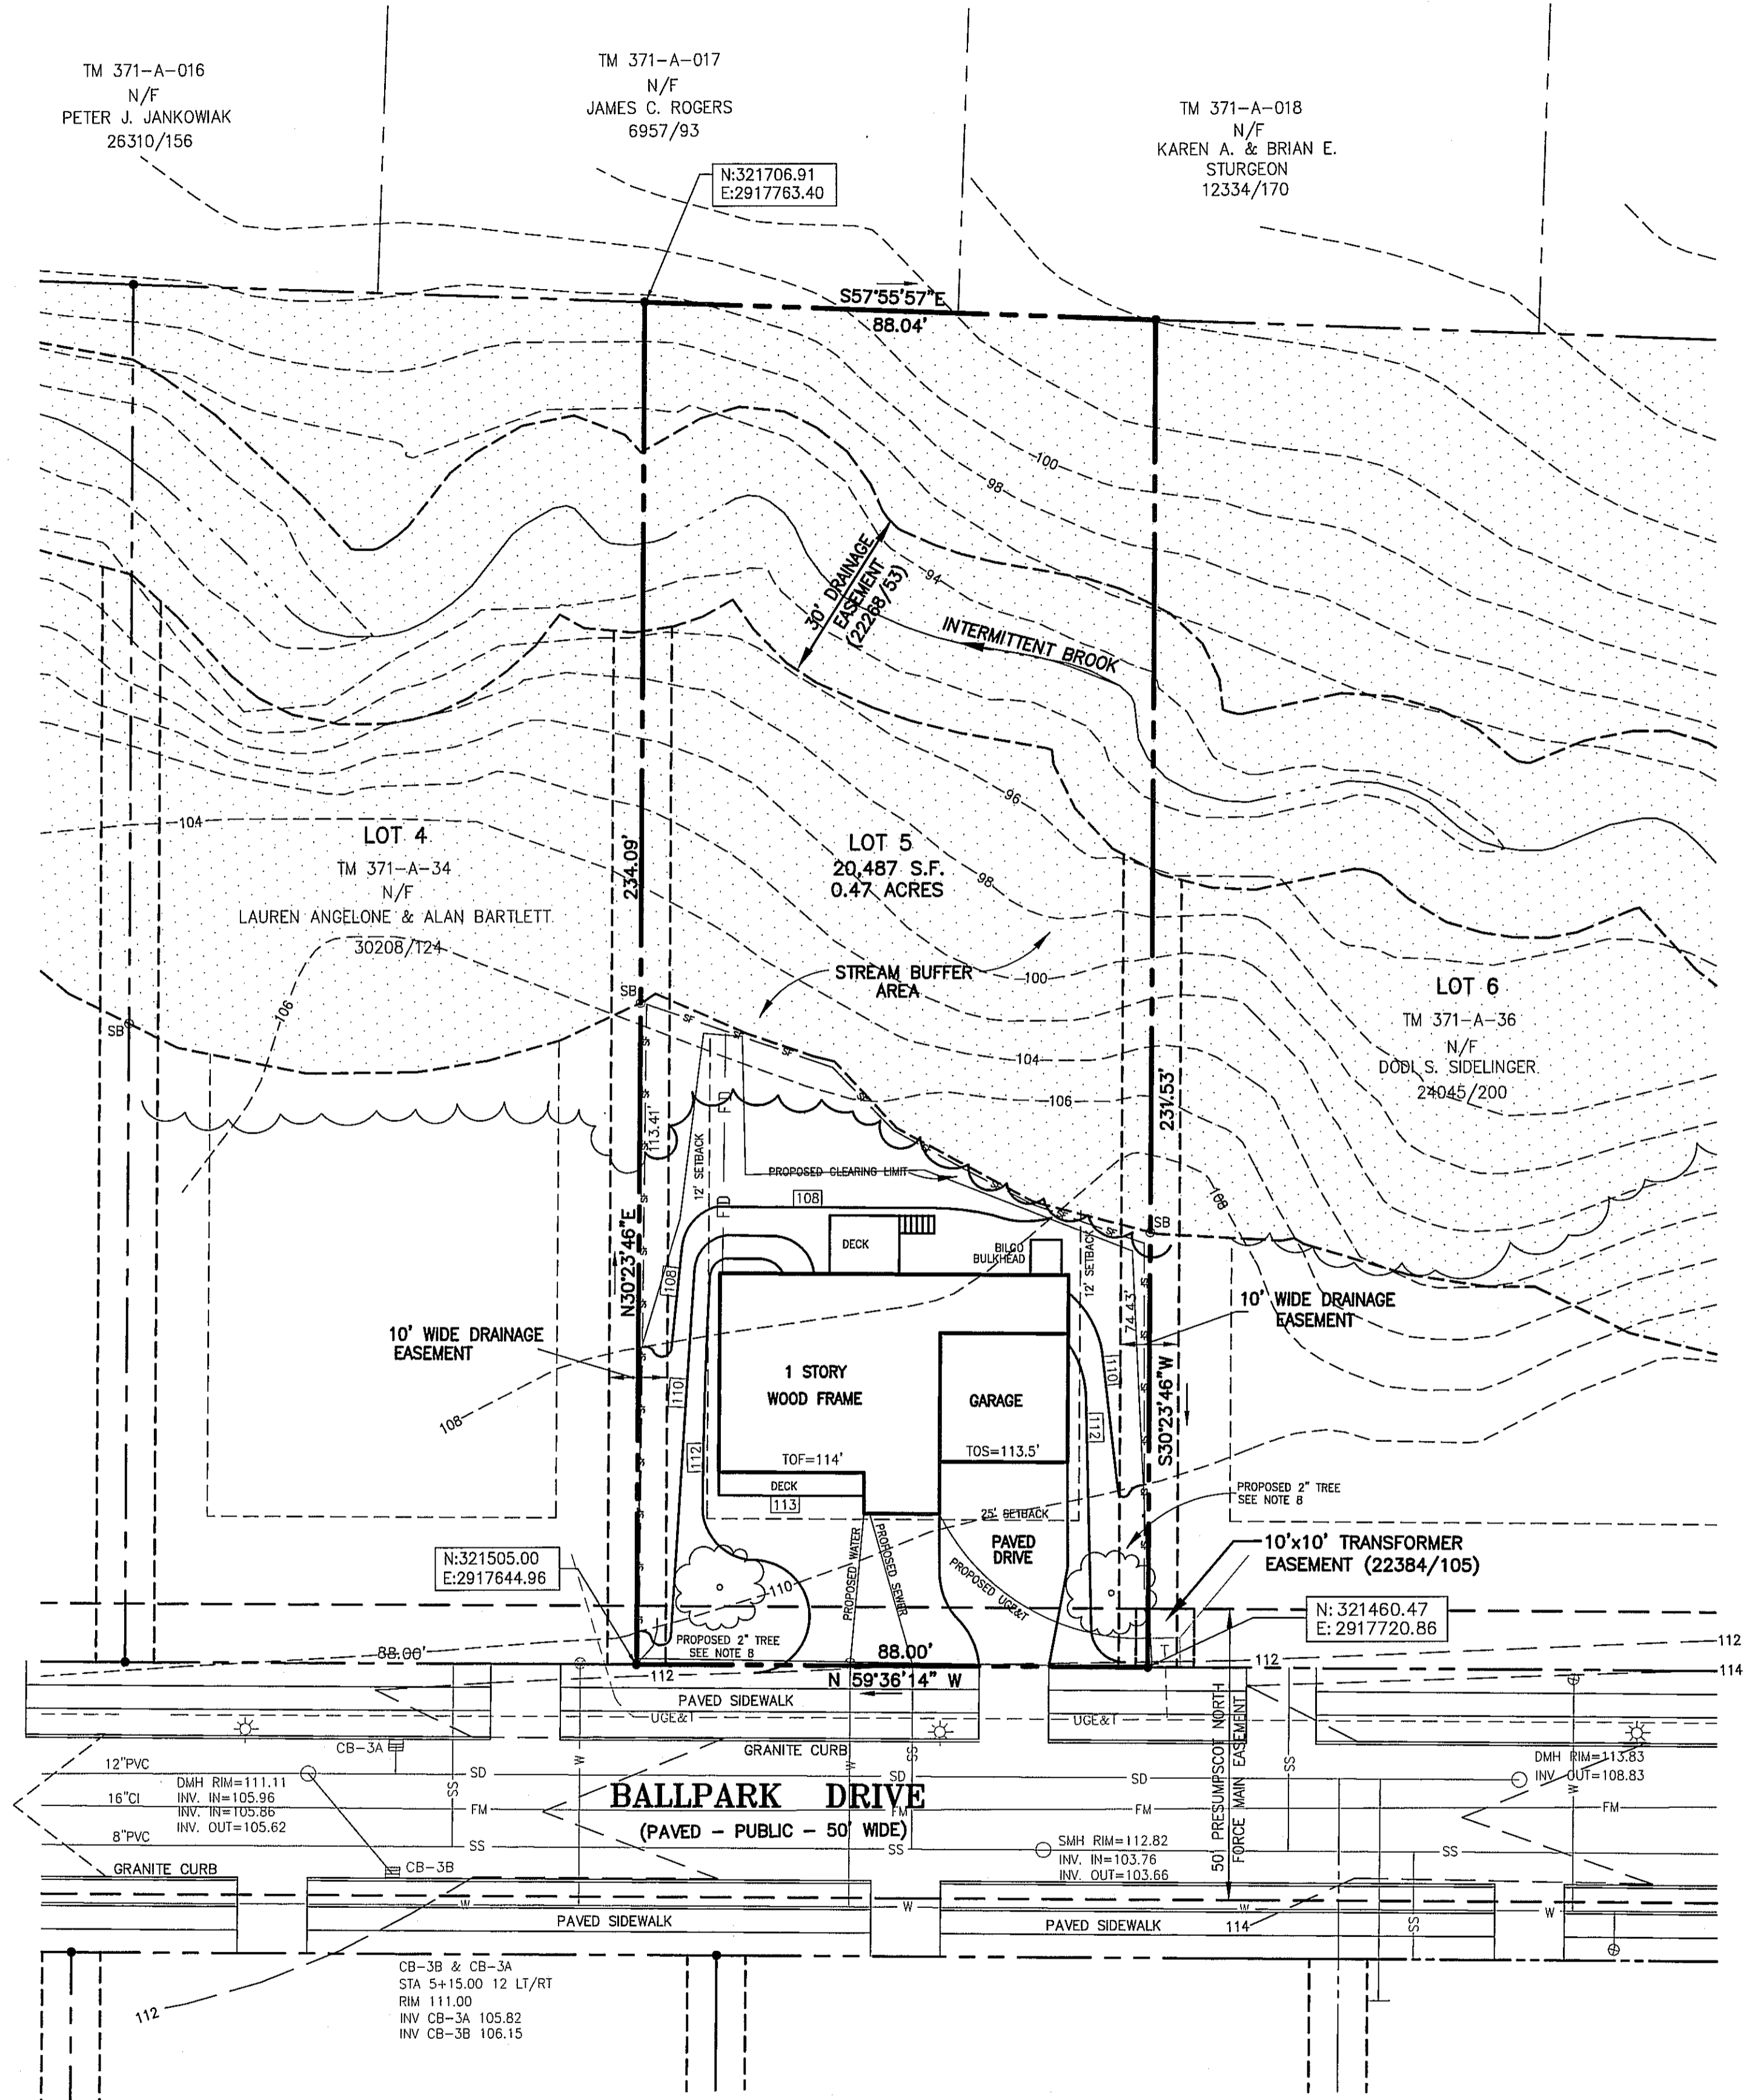 TM 371-A-016
N/F
PETER J. JANKOWIAK
26310/156
TM 371-A-017
N/F
JAMES C. ROGERS
6957/93
TM 371-A-018
N/F
KAREN A. & BRIAN E.
STURGEON
12334/170
N:321706.91
E:2917763.40
S57°55'57"E
88.04'
100
98
94
30' DRAINAGE
EASEMENT
(22268/53)
INTERMITTENT BROOK
96
104
LOT 4
TM 371-A-34
N/F
LAUREN ANGELONE & ALAN BARTLETT
30208/124
234.09'
LOT 5
20,487 S.F.
0.47 ACRES
98
100
STREAM BUFFER
AREA
LOT 6
TM 371-A-36
N/F
DODI S. SIDELINGER
24045/200
106
SB
SB
SF
SF
SF
104
106
231.53'
113.41'
12' SETBACK
FD
FD
PROPOSED CLEARING LIMIT
108
108
SB
DECK
BILCO
BULKHEAD
12' SETBACK
74.43'
N30°23'46"E
108
10' WIDE DRAINAGE
EASEMENT
10' WIDE DRAINAGE
EASEMENT
1 STORY
WOOD FRAME
GARAGE
110
110
112
112
S30°23'46"W
108
TOF=114'
TOS=113.5'
DECK
113
25' SETBACK
PROPOSED 2" TREE
SEE NOTE 8
PAVED
DRIVE
10'x10' TRANSFORMER
EASEMENT (22384/105)
N:321505.00
E:2917644.96
110
PROPOSED WATER
PROPOSED SEWER
PROPOSED UGE&T
N: 321460.47
E: 2917720.86
PROPOSED 2" TREE
SEE NOTE 8
T
88.00'
88.00'
112
112
112
114
N 59°36'14" W
PAVED SIDEWALK
UGE&T
UGE&T
GRANITE CURB
CB-3A
12"PVC
SD
SD
SD
DMH RIM=111.11
INV. IN=105.96
INV. IN=105.86
INV. OUT=105.62
DMH RIM=113.83
INV. OUT=108.83
16"CI
FM
FM
FM
FM
BALLPARK DRIVE
(PAVED - PUBLIC - 50' WIDE)
8"PVC
SS
SS
SS
SS
SS
SS
SS
W
W
W
SMH RIM=112.82
INV. IN=103.76
INV. OUT=103.66
50' PRESUMPSCOT NORTH
FORCE MAIN EASEMENT
GRANITE CURB
CB-3B
W
W
W
W
PAVED SIDEWALK
PAVED SIDEWALK
114
CB-3B & CB-3A
STA 5+15.00 12 LT/RT
RIM 111.00
INV CB-3A 105.82
INV CB-3B 106.15
112